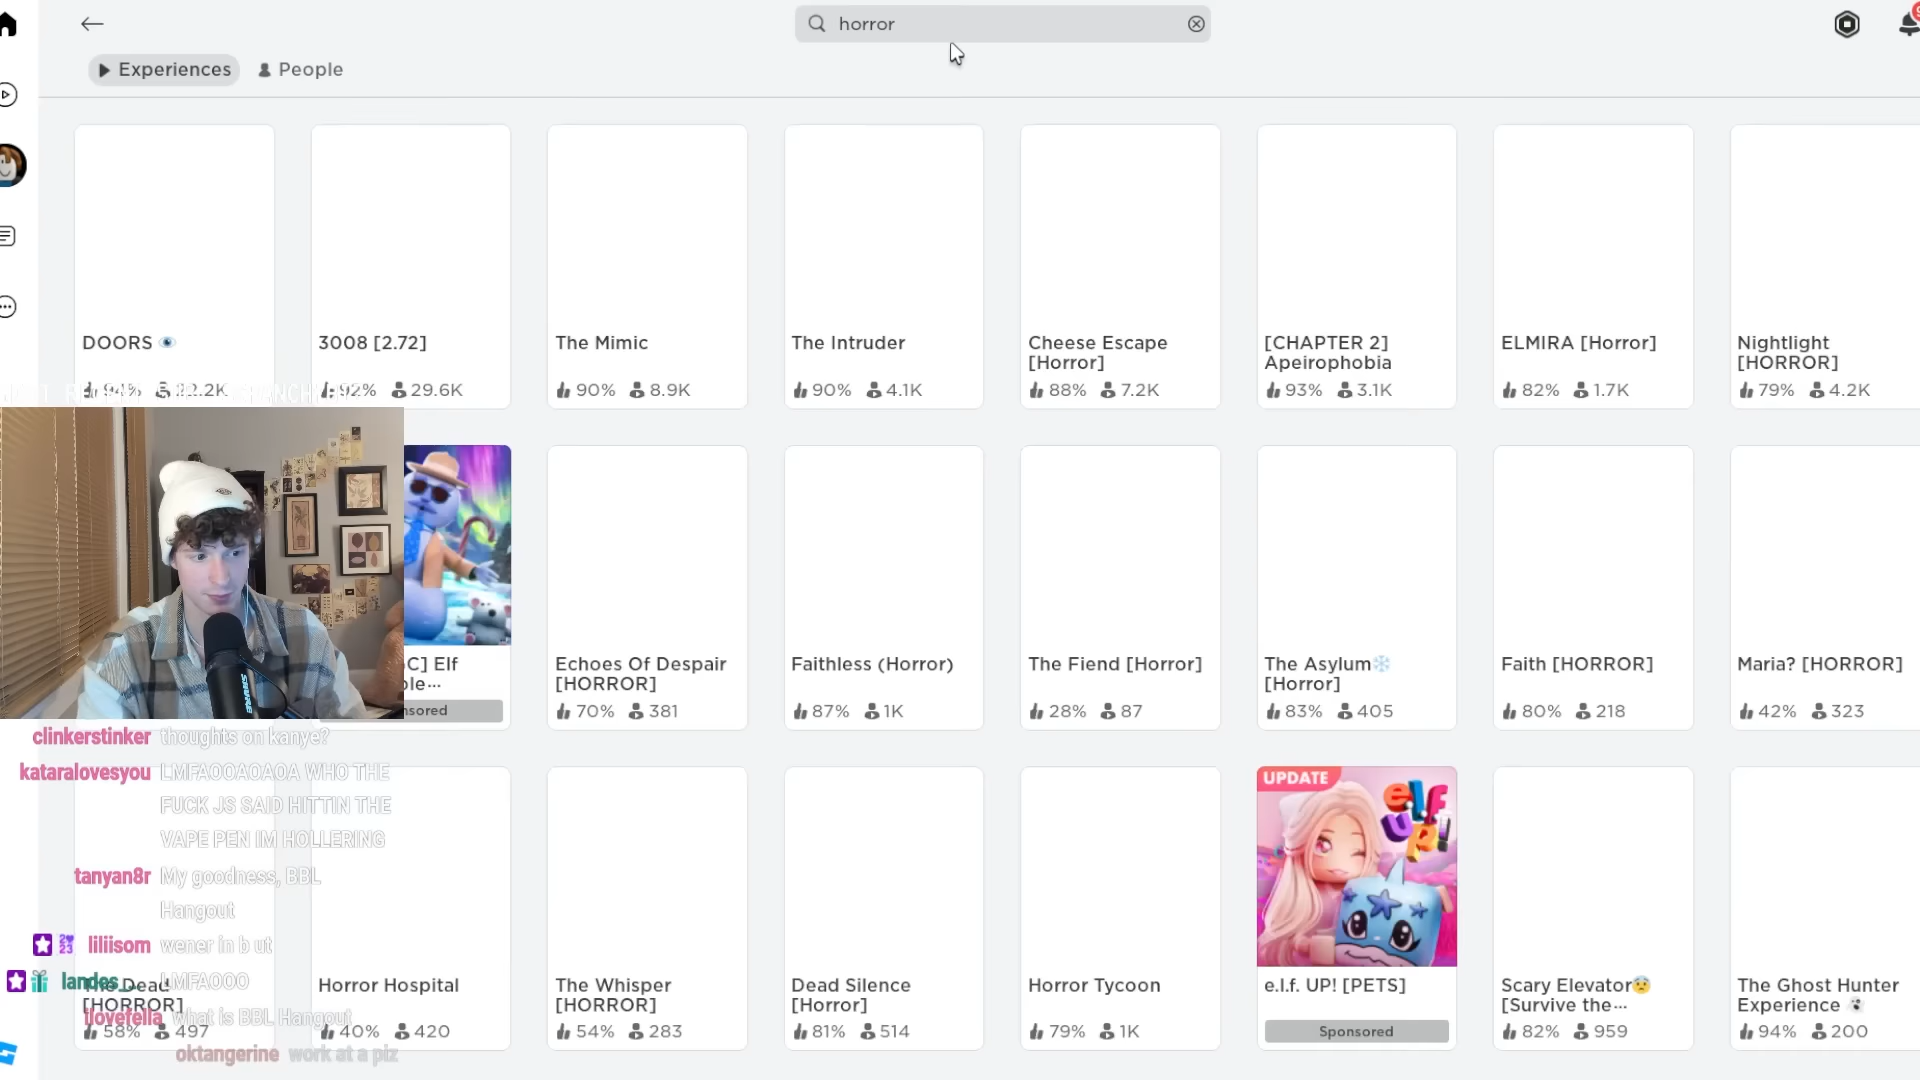 horror
Experiences
People
DOORS
3008 [2.72]
The Mimic
The Intruder
Cheese Escape
[Horror]
[CHAPTER 2]
Apeirophobia
ELMIRA [Horror]
Nightlight
[HORROR]
92% 29.6K
90% 8.9K
90% 4.1K
88% 7.2K
93% 3.1K
82% 1.7K
79% 4.2K
C] Elf
Echoes Of Despair
[HORROR]
Faithless (Horror)
The Fiend [Horror]
The Asylum❄️
[Horror]
Faith [HORROR]
Maria? [HORROR]
70% 381
87% 1K
28% 87
83% 405
80% 218
42% 323
clinkerstinker thoughts on kanye?
kataralovesyou LMFAOOAOAOA WHO THE
FUCK JS SAID HITTIN THE
VAPE PEN IM HOLLERING
tanyan8r My goodness, BBL
Hangout
liliisom wener in b ut
landes_ LMFAOOO
ilovefella what is BBL Hangout
oktangerine work at a piz
The Dead
[HORROR]
58% 497
Horror Hospital
40% 420
The Whisper
[HORROR]
54% 283
Dead Silence
[Horror]
81% 514
Horror Tycoon
79% 1K
UPDATE
elf
up!
e.l.f. UP! [PETS]
Sponsored
Scary Elevator😨
[Survive the...
82% 959
The Ghost Hunter
Experience
94% 200